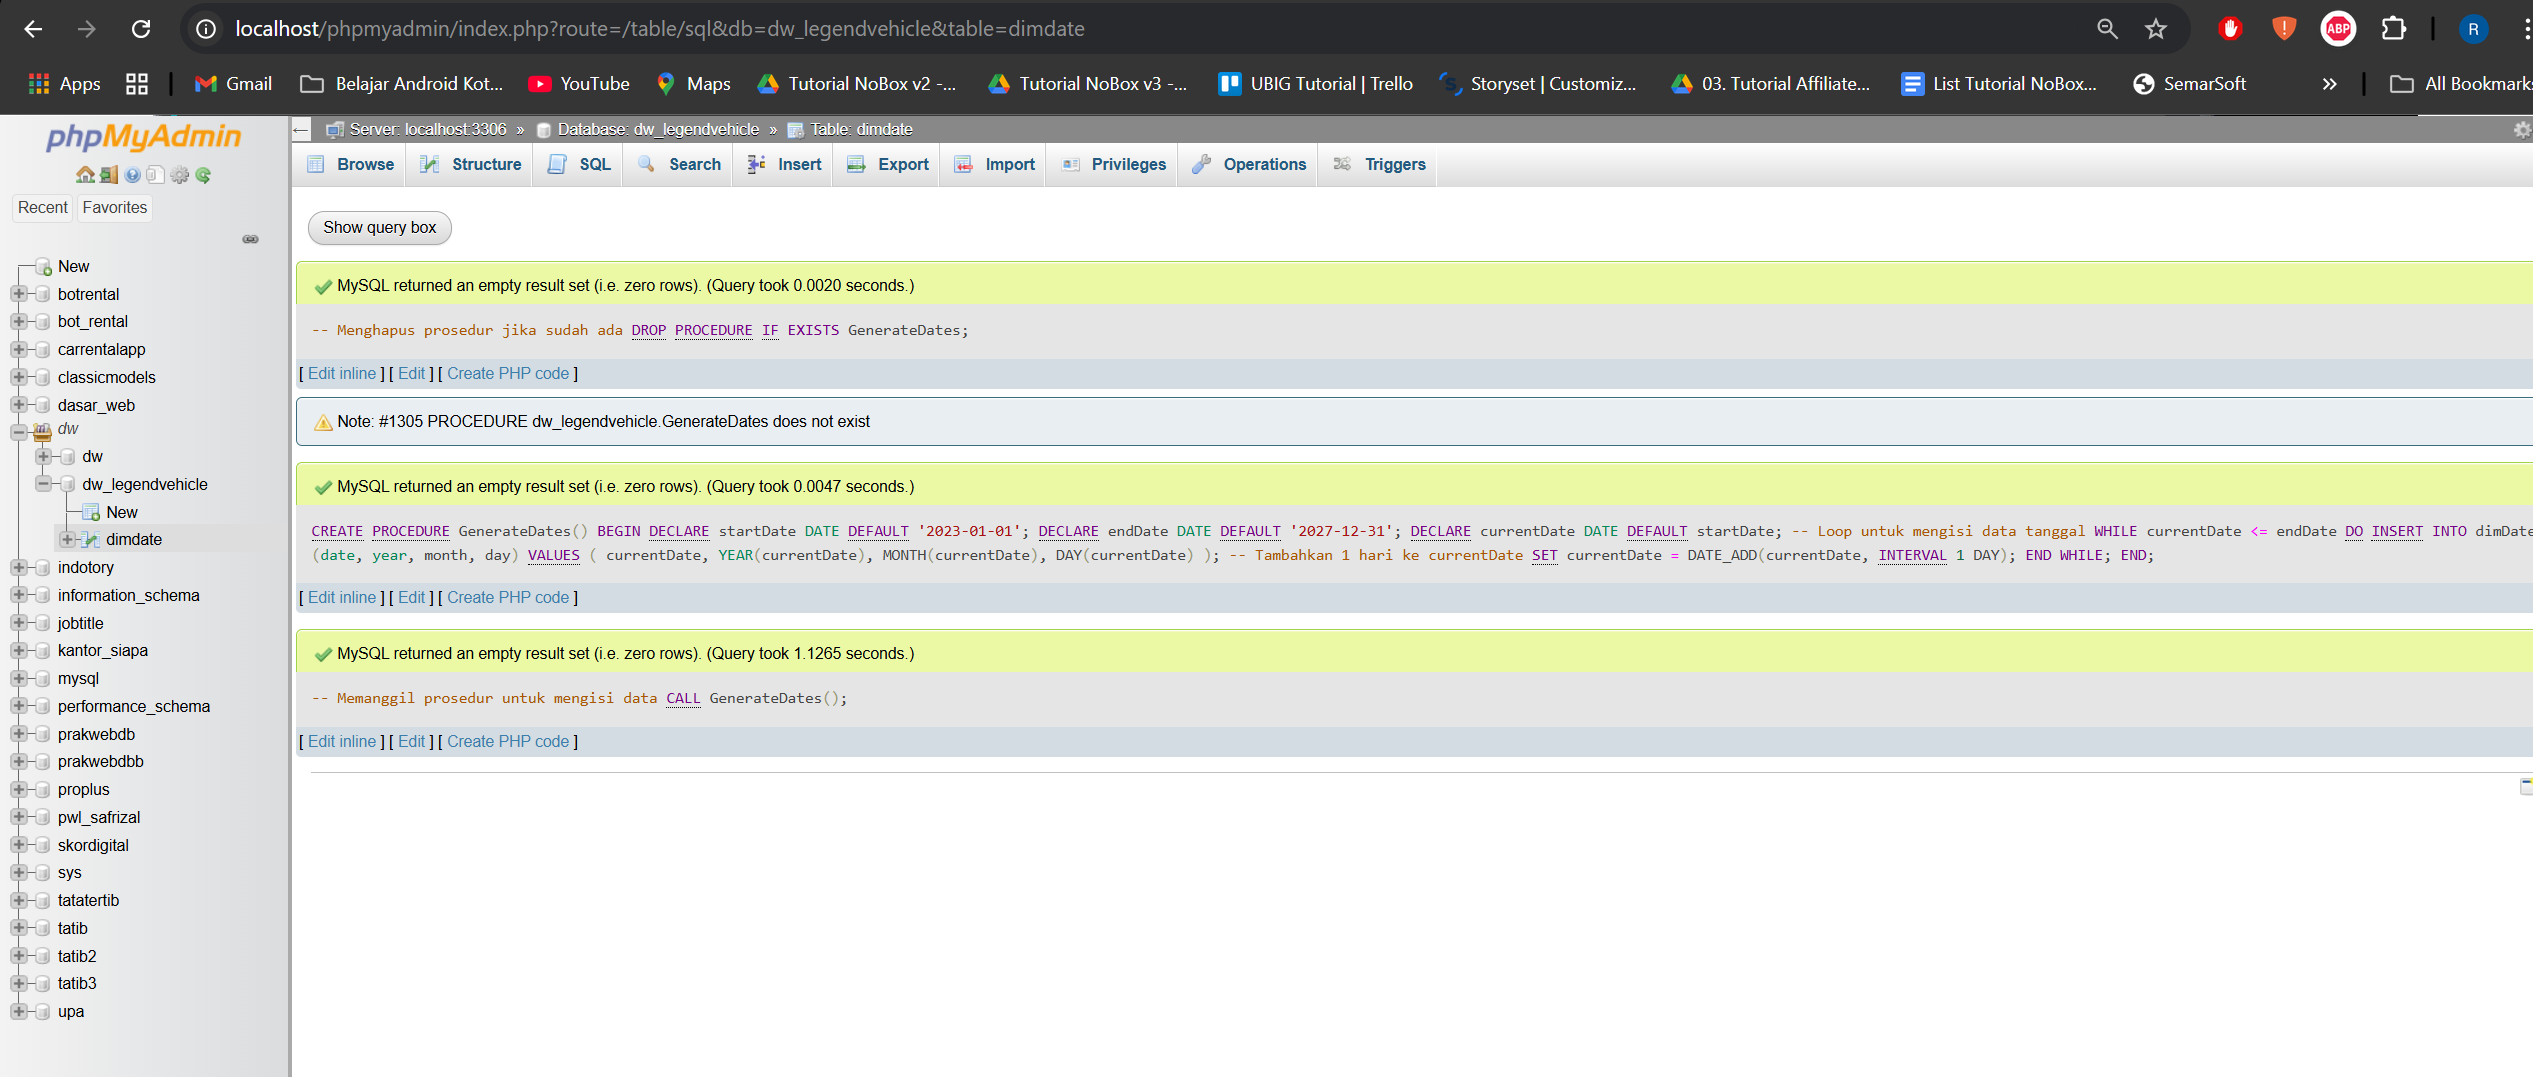 localhost/phpmyadmin/index.php?route=/table/sql&db=dw_legendvehicle&table=dimdate
ABP
R
Apps
Gmail
Belajar Android Kot...
YouTube
Maps
Tutorial NoBox v2 -...
Tutorial NoBox v3 -...
UBIG Tutorial | Trello
Storyset | Customiz...
03. Tutorial Affiliate...
List Tutorial NoBox...
SemarSoft
»
All Bookmarks
phpMyAdmin
Recent
Favorites
New
botrental
bot_rental
carrentalapp
classicmodels
dasar_web
dw
dw
dw_legendvehicle
New
dimdate
indotory
information_schema
jobtitle
kantor_siapa
mysql
performance_schema
prakwebdb
prakwebdbb
proplus
pwl_safrizal
skordigital
sys
tatatertib
tatib
tatib2
tatib3
upa
Server: localhost:3306 » Database: dw_legendvehicle » Table: dimdate
Browse
Structure
SQL
Search
Insert
Export
Import
Privileges
Operations
Triggers
Show query box
MySQL returned an empty result set (i.e. zero rows). (Query took 0.0020 seconds.)
-- Menghapus prosedur jika sudah ada DROP PROCEDURE IF EXISTS GenerateDates;
[ Edit inline ] [ Edit ] [ Create PHP code ]
Note: #1305 PROCEDURE dw_legendvehicle.GenerateDates does not exist
MySQL returned an empty result set (i.e. zero rows). (Query took 0.0047 seconds.)
CREATE PROCEDURE GenerateDates() BEGIN DECLARE startDate DATE DEFAULT '2023-01-01'; DECLARE endDate DATE DEFAULT '2027-12-31'; DECLARE currentDate DATE DEFAULT startDate; -- Loop untuk mengisi data tanggal WHILE currentDate <= endDate DO INSERT INTO dimDate
(date, year, month, day) VALUES ( currentDate, YEAR(currentDate), MONTH(currentDate), DAY(currentDate) ); -- Tambahkan 1 hari ke currentDate SET currentDate = DATE_ADD(currentDate, INTERVAL 1 DAY); END WHILE; END;
[ Edit inline ] [ Edit ] [ Create PHP code ]
MySQL returned an empty result set (i.e. zero rows). (Query took 1.1265 seconds.)
-- Memanggil prosedur untuk mengisi data CALL GenerateDates();
[ Edit inline ] [ Edit ] [ Create PHP code ]